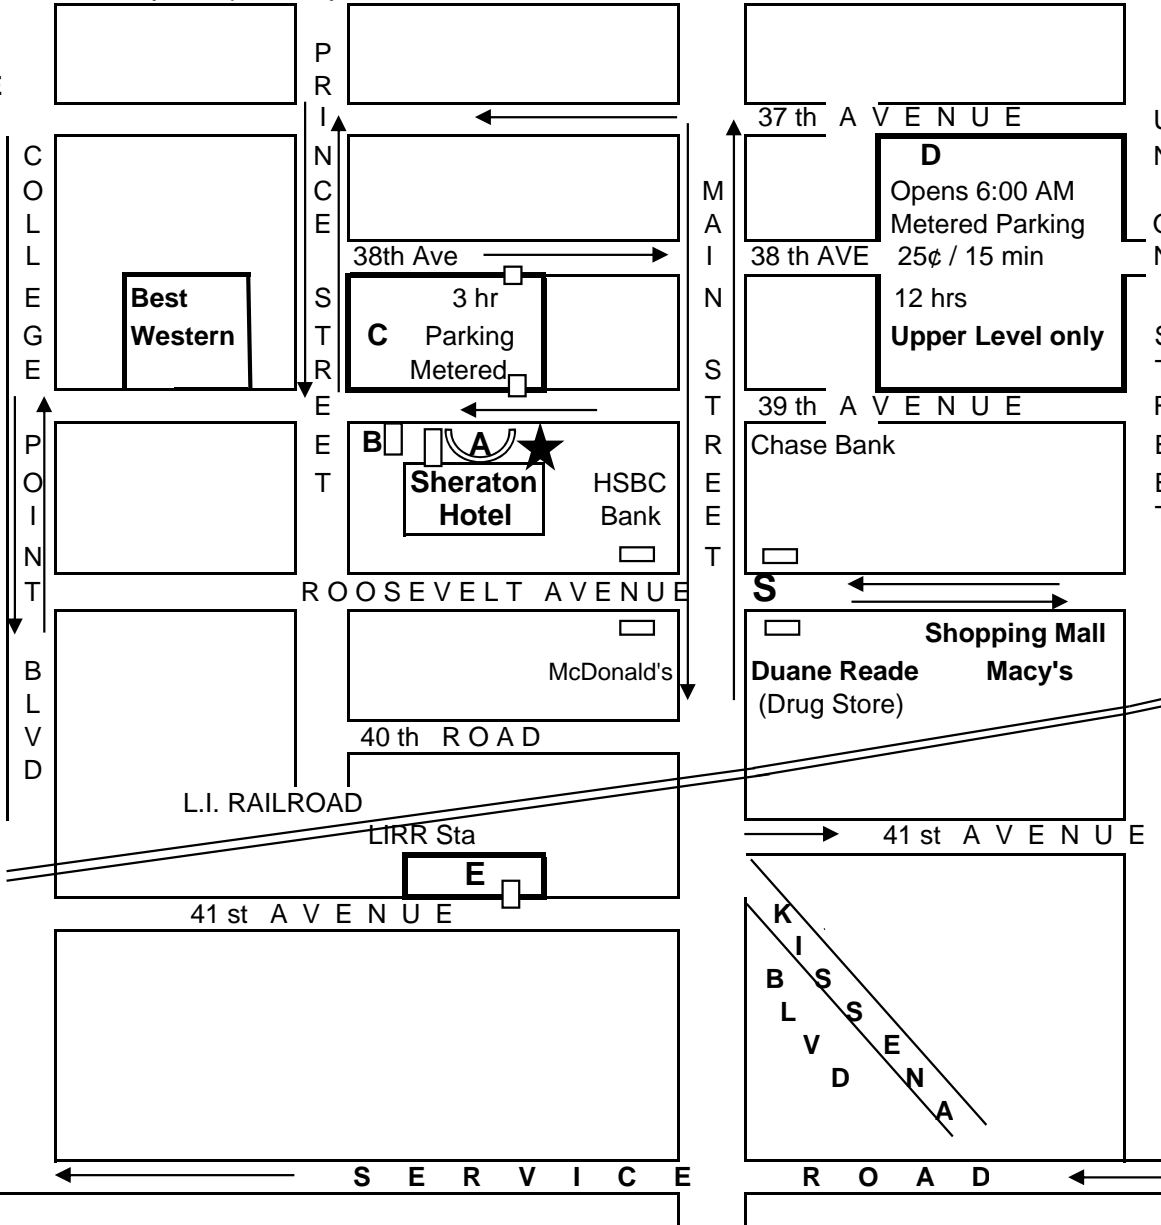 37 th AVENUE
PRINCE STREET
COLLEGE POINT BLVD
MAIN STREET
D
Opens 6:00 AM
Metered Parking
25¢ / 15 min
12 hrs
Upper Level only
38th Ave
38 th AVE
Best
Western
3 hr
C Parking
Metered
39 th AVENUE
B
A
Sheraton
Hotel
HSBC
Bank
Chase Bank
ROOSEVELT AVENUE
S
Shopping Mall
McDonald's
Duane Reade
Macy's
(Drug Store)
40 th ROAD
L.I. RAILROAD
LIRR Sta
E
41 st AVENUE
41 st AVENUE
KISSENA
BLVD
SERVICE ROAD